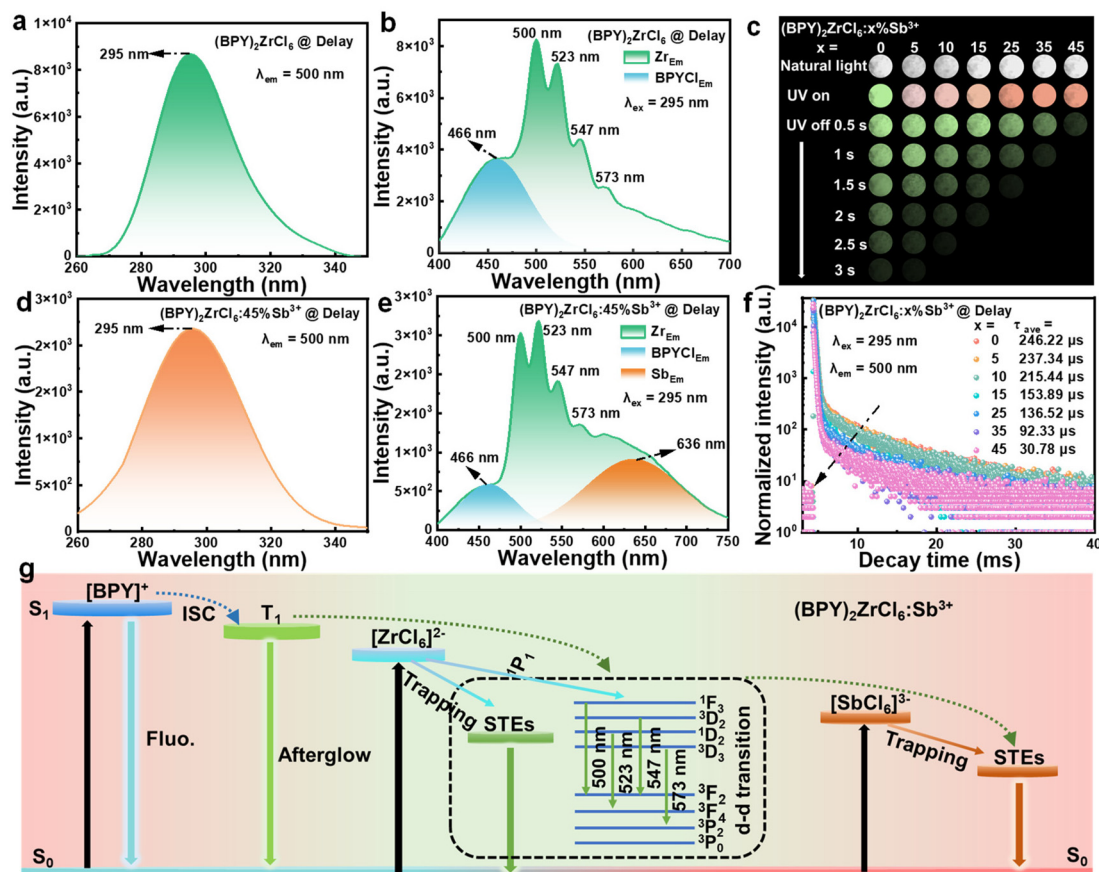 a
1×10⁴
8×10³
6×10³
4×10³
2×10³
0
Intensity (a.u.)
295 nm
(BPY)₂ZrCl₆ @ Delay
λem = 500 nm
260 280 300 320 340
Wavelength (nm)
b
8×10³
6×10³
4×10³
2×10³
0
Intensity (a.u.)
500 nm
(BPY)₂ZrCl₆ @ Delay
523 nm
ZrEm
BPYClEm
λex = 295 nm
466 nm
547 nm
573 nm
400 450 500 550 600 650 700
Wavelength (nm)
c
(BPY)₂ZrCl₆:x%Sb³⁺
x = 0 5 10 15 25 35 45
Natural light
UV on
UV off 0.5 s
1 s
1.5 s
2 s
2.5 s
3 s
d
2×10³
2×10³
1×10³
5×10²
0
Intensity (a.u.)
(BPY)₂ZrCl₆:45%Sb³⁺ @ Delay
295 nm
λem = 500 nm
260 280 300 320 340
Wavelength (nm)
e
3×10³
3×10³
2×10³
2×10³
1×10³
5×10²
0
Intensity (a.u.)
(BPY)₂ZrCl₆:45%Sb³⁺ @ Delay
500 nm
523 nm
ZrEm
BPYClEm
SbEm
547 nm
λex = 295 nm
573 nm
636 nm
466 nm
400 450 500 550 600 650 700 750
Wavelength (nm)
f
10⁴
10³
10²
10¹
10⁰
Normalized intensity (a.u.)
(BPY)₂ZrCl₆:x%Sb³⁺ @ Delay
x = τave =
λex = 295 nm
λem = 500 nm
0 246.22 μs
5 237.34 μs
10 215.44 μs
15 153.89 μs
25 136.52 μs
35 92.33 μs
45 30.78 μs
10 20 30 40
Decay time (ms)
g
[BPY]⁺
S₁
ISC
T₁
(BPY)₂ZrCl₆:Sb³⁺
[ZrCl₆]²⁻
¹P₁
Trapping
STEs
¹F₃
³D₂
¹D₂
³D₃
500 nm
523 nm
547 nm
573 nm
³F₂
³F₄
³P₂
³P₀
d-d transition
[SbCl₆]³⁻
Trapping
STEs
Fluo.
Afterglow
S₀
S₀